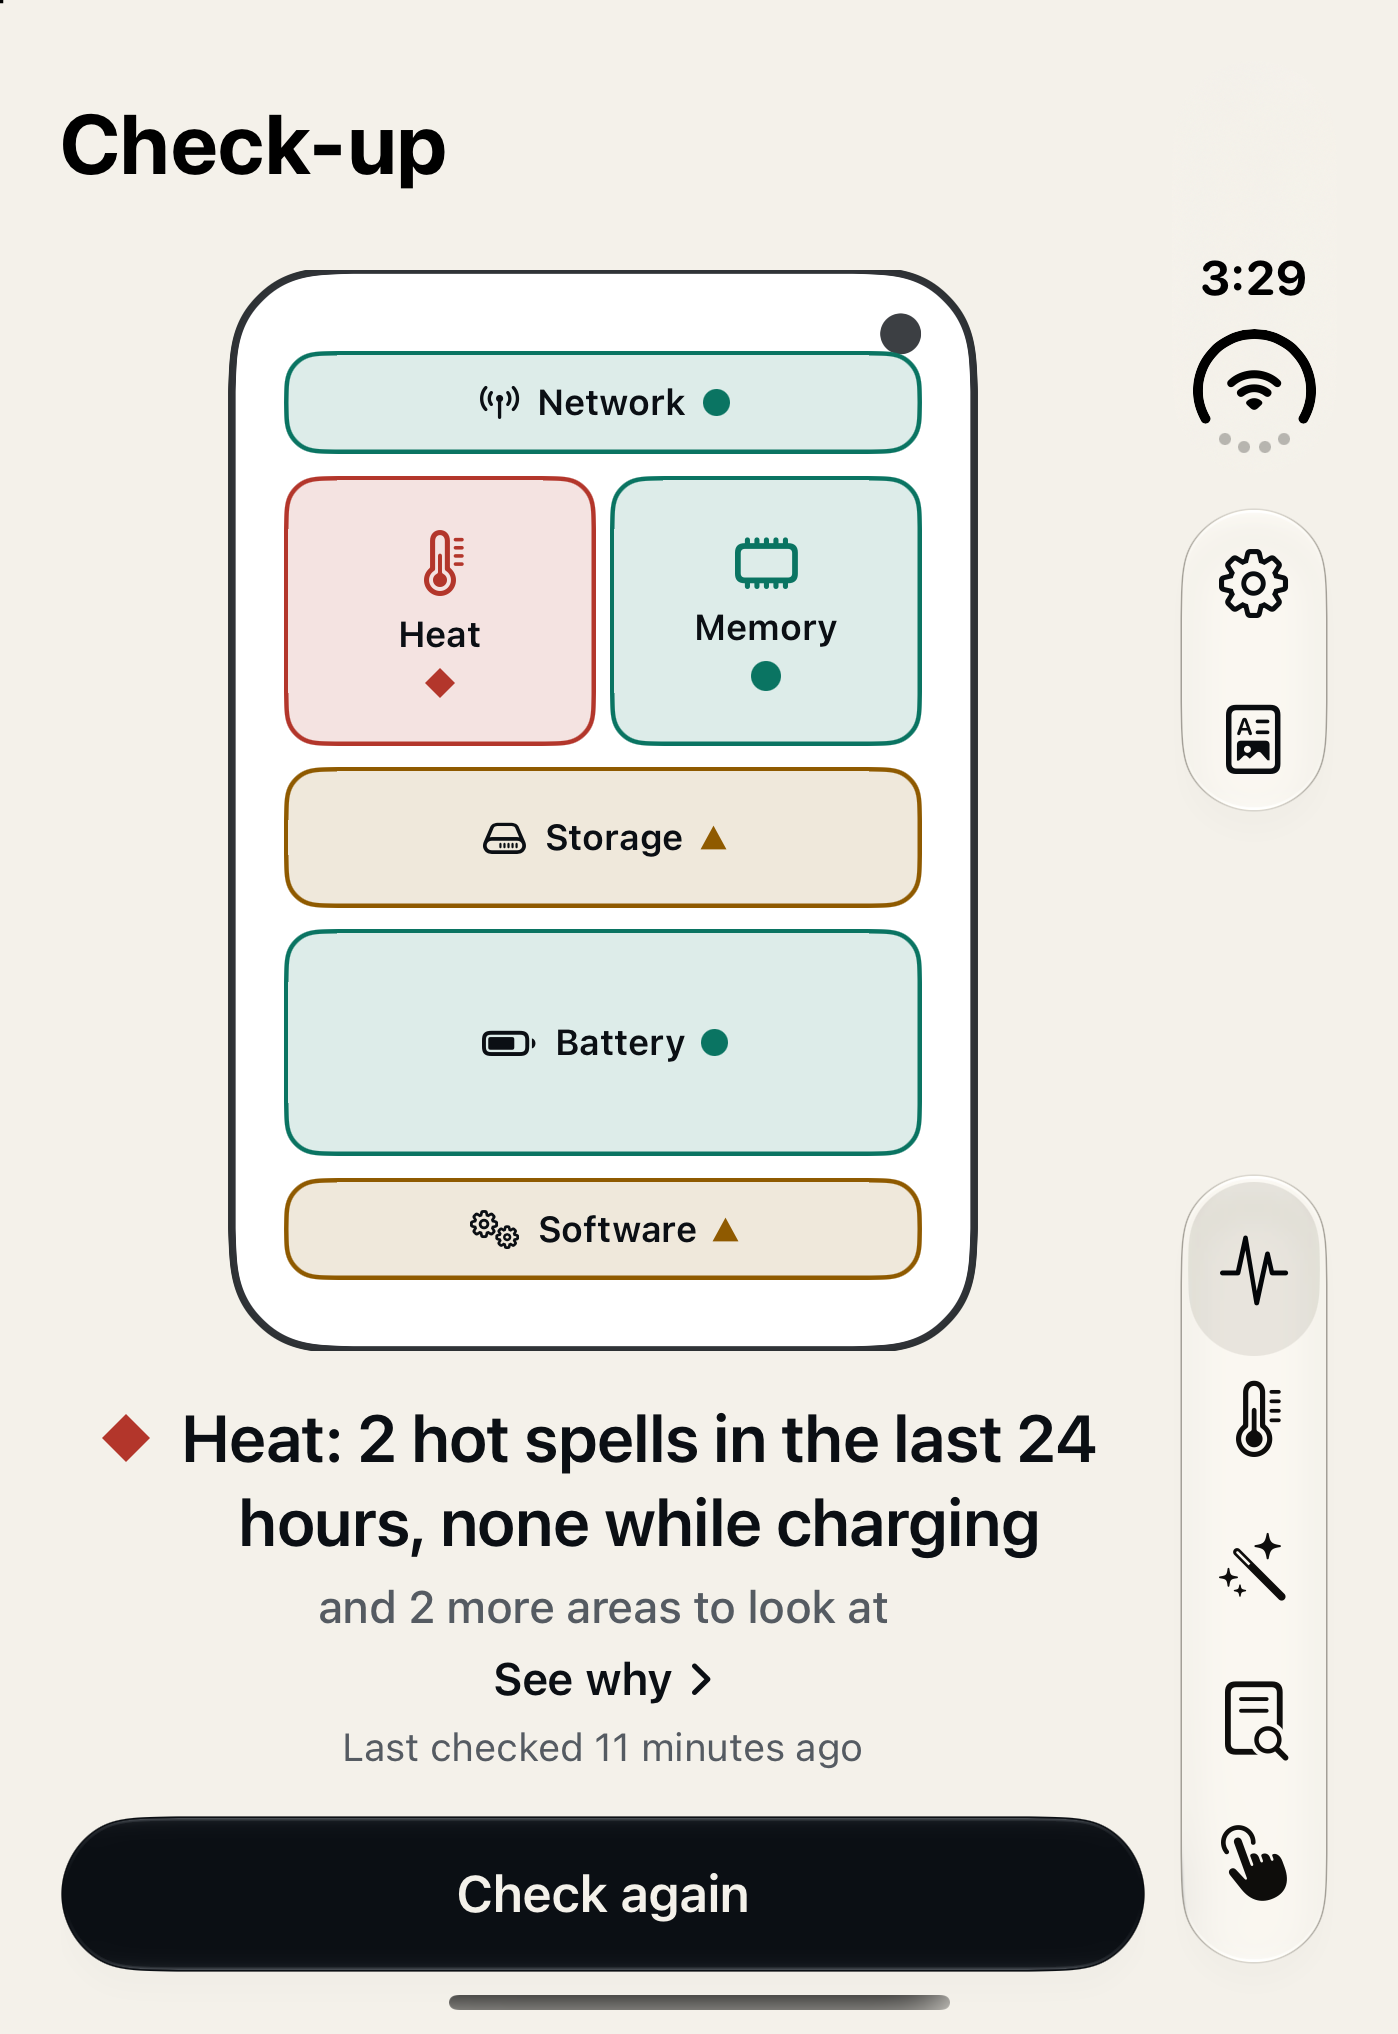 Check-up
3:29
Network
Heat
Memory
Storage
Battery
Software
Heat: 2 hot spells in the last 24
hours, none while charging
and 2 more areas to look at
See why
Last checked 11 minutes ago
Check again